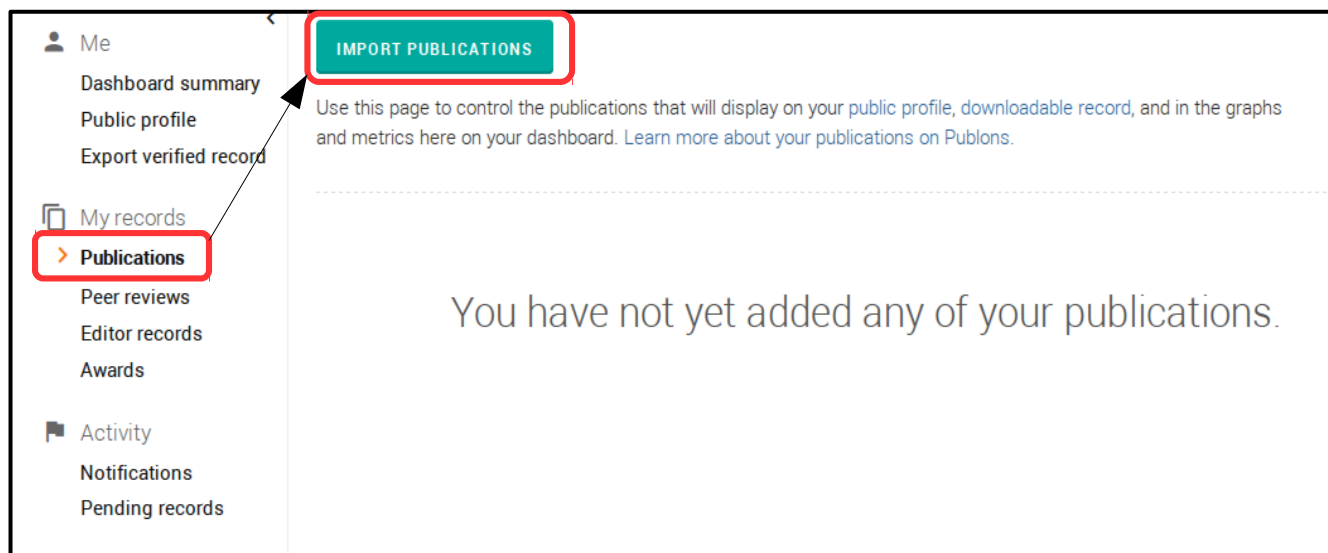 Me
Dashboard summary
Public profile
Export verified record
My records
Publications
Peer reviews
Editor records
Awards
Activity
Notifications
Pending records
IMPORT PUBLICATIONS
Use this page to control the publications that will display on your public profile, downloadable record, and in the graphs
and metrics here on your dashboard. Learn more about your publications on Publons.
You have not yet added any of your publications.